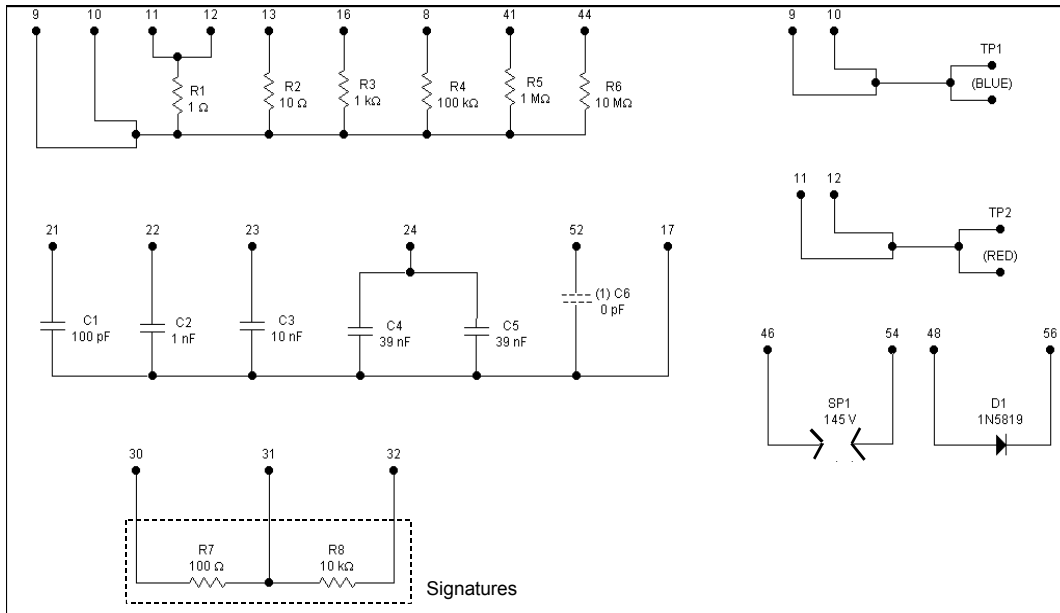 9 10 11 12 13 16 8 41 44
R1
1 Ω
R2
10 Ω
R3
1 kΩ
R4
100 kΩ
R5
1 MΩ
R6
10 MΩ
9 10
TP1
(BLUE)
11 12
TP2
(RED)
21 22 23 24 52 17
C1
100 pF
C2
1 nF
C3
10 nF
C4
39 nF
C5
39 nF
(1) C6
0 pF
46 54 48 56
SP1
145 V
D1
1N5819
30 31 32
R7
100 Ω
R8
10 kΩ
Signatures